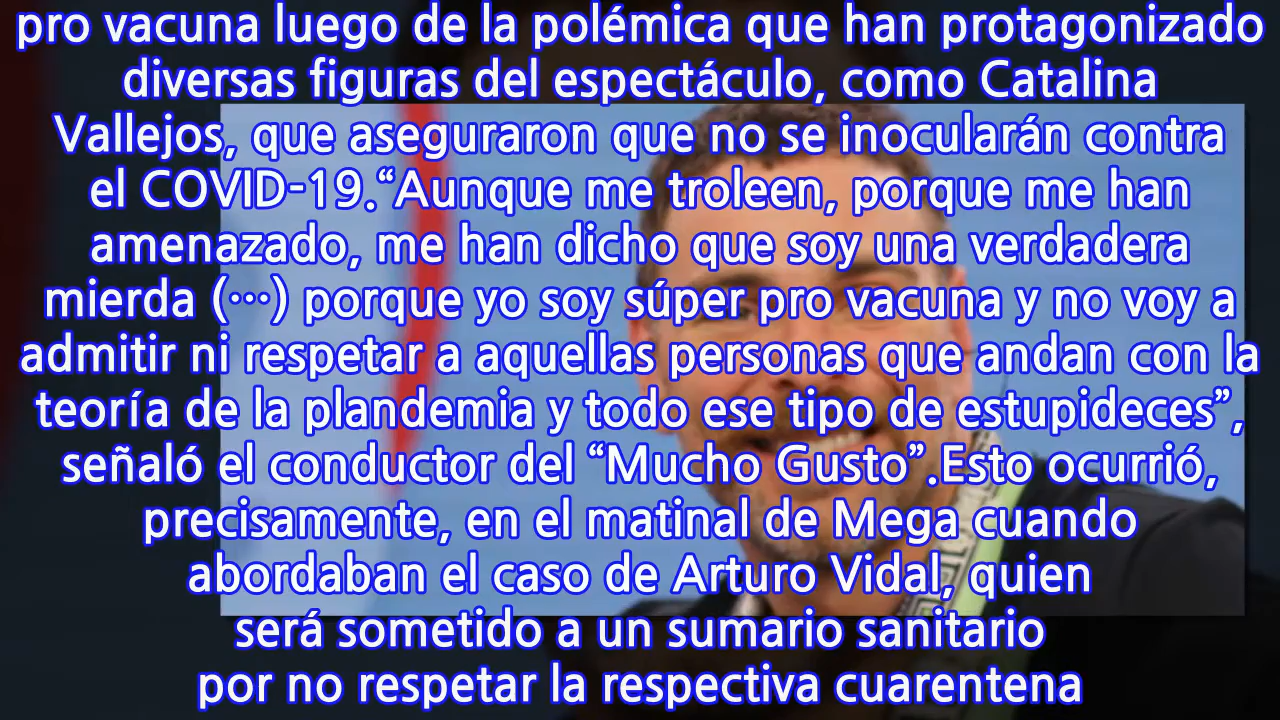 pro vacuna luego de la polémica que han protagonizado
diversas figuras del espectáculo, como Catalina
Vallejos, que aseguraron que no se inocularán contra
el COVID-19.“Aunque me troleen, porque me han
amenazado, me han dicho que soy una verdadera
mierda (…) porque yo soy súper pro vacuna y no voy a
admitir ni respetar a aquellas personas que andan con la
teoría de la plandemia y todo ese tipo de estupideces”,
señaló el conductor del “Mucho Gusto”.Esto ocurrió,
precisamente, en el matinal de Mega cuando
abordaban el caso de Arturo Vidal, quien
será sometido a un sumario sanitario
por no respetar la respectiva cuarentena